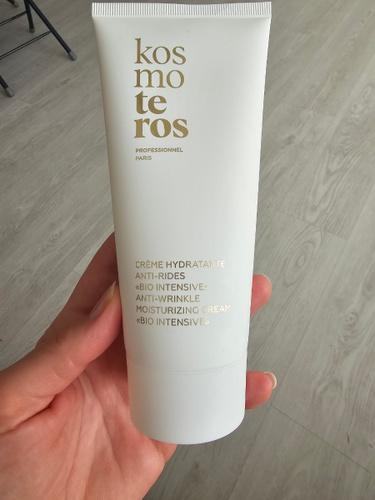 kos
mo
te
ros
PROFESSIONNEL
PARIS
CRÈME HYDRATANTE
ANTI-RIDES
«BIO INTENSIVE»
ANTI-WRINKLE
MOISTURIZING CREAM
«BIO INTENSIVE»